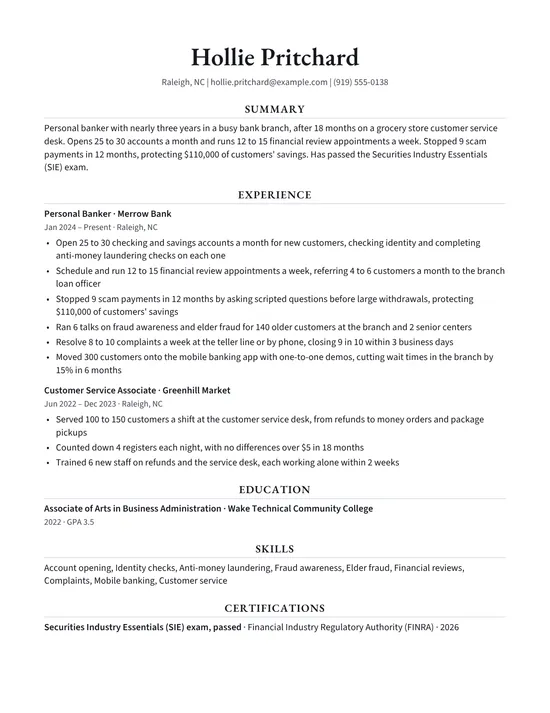 Hollie Pritchard
Raleigh, NC | hollie.pritchard@example.com | (919) 555-0138
SUMMARY
Personal banker with nearly three years in a busy bank branch, after 18 months on a grocery store customer service
desk. Opens 25 to 30 accounts a month and runs 12 to 15 financial review appointments a week. Stopped 9 scam
payments in 12 months, protecting $110,000 of customers' savings. Has passed the Securities Industry Essentials
(SIE) exam.
EXPERIENCE
Personal Banker · Merrow Bank
Jan 2024 – Present · Raleigh, NC
• Open 25 to 30 checking and savings accounts a month for new customers, checking identity and completing
anti-money laundering checks on each one
• Schedule and run 12 to 15 financial review appointments a week, referring 4 to 6 customers a month to the branch
loan officer
• Stopped 9 scam payments in 12 months by asking scripted questions before large withdrawals, protecting
$110,000 of customers' savings
• Ran 6 talks on fraud awareness and elder fraud for 140 older customers at the branch and 2 senior centers
• Resolve 8 to 10 complaints a week at the teller line or by phone, closing 9 in 10 within 3 business days
• Moved 300 customers onto the mobile banking app with one-to-one demos, cutting wait times in the branch by
15% in 6 months
Customer Service Associate · Greenhill Market
Jun 2022 – Dec 2023 · Raleigh, NC
• Served 100 to 150 customers a shift at the customer service desk, from refunds to money orders and package
pickups
• Counted down 4 registers each night, with no differences over $5 in 18 months
• Trained 6 new staff on refunds and the service desk, each working alone within 2 weeks
EDUCATION
Associate of Arts in Business Administration · Wake Technical Community College
2022 · GPA 3.5
SKILLS
Account opening, Identity checks, Anti-money laundering, Fraud awareness, Elder fraud, Financial reviews,
Complaints, Mobile banking, Customer service
CERTIFICATIONS
Securities Industry Essentials (SIE) exam, passed · Financial Industry Regulatory Authority (FINRA) · 2026